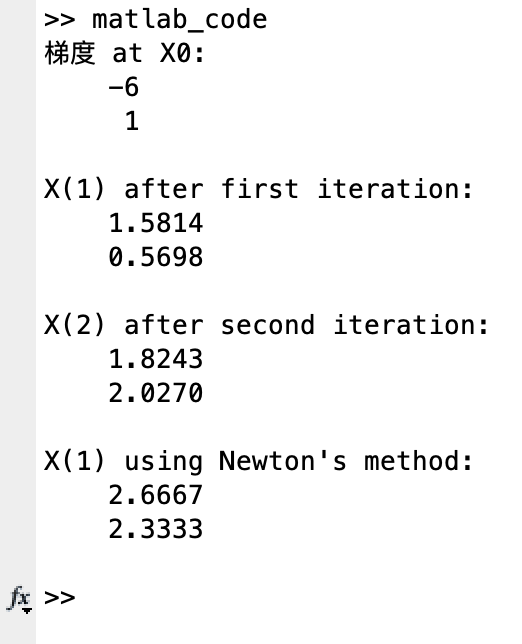 >> matlab_code
梯度 at X0:
-6
1
X(1) after first iteration:
1.5814
0.5698
X(2) after second iteration:
1.8243
2.0270
X(1) using Newton's method:
2.6667
2.3333
fx >>